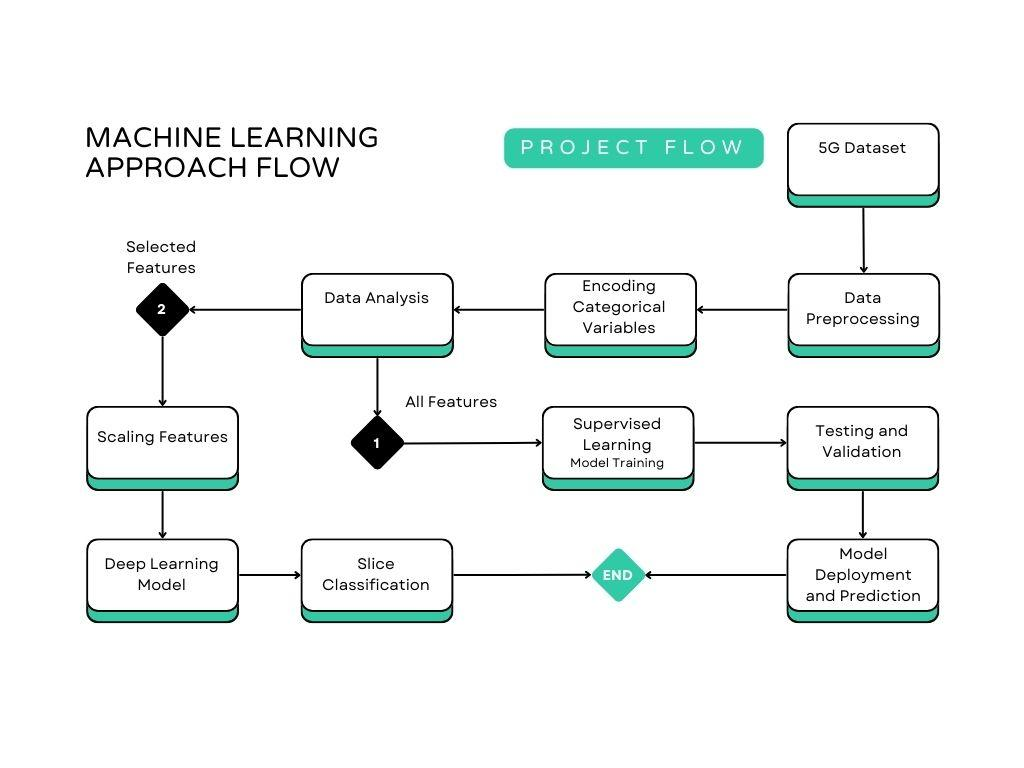 MACHINE LEARNING
APPROACH FLOW
PROJECT FLOW
5G Dataset
Data
Preprocessing
Encoding
Categorical
Variables
Data Analysis
Selected
Features
2
Scaling Features
Deep Learning
Model
Slice
Classification
All Features
1
Supervised
Learning
Model Training
Testing and
Validation
Model
Deployment
and Prediction
END